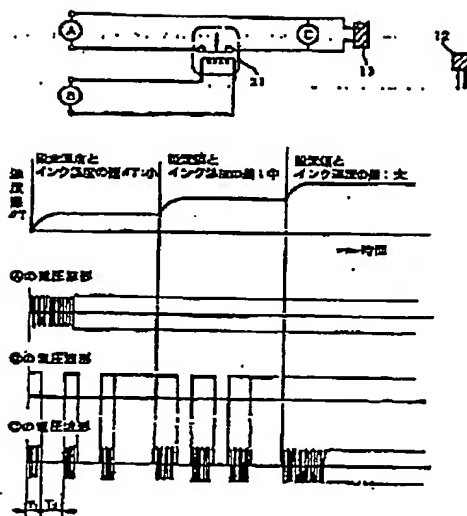 A
C
12
21
13
B
設定温度と
インク温度の差ΔT:小
設定値と
インク温度の差:中
設定値と
インク温度の差:大
温度差ΔT
時間
Ⓐの電圧波形
Ⓑの電圧波形
Ⓒの電圧波形
T₁
T₂